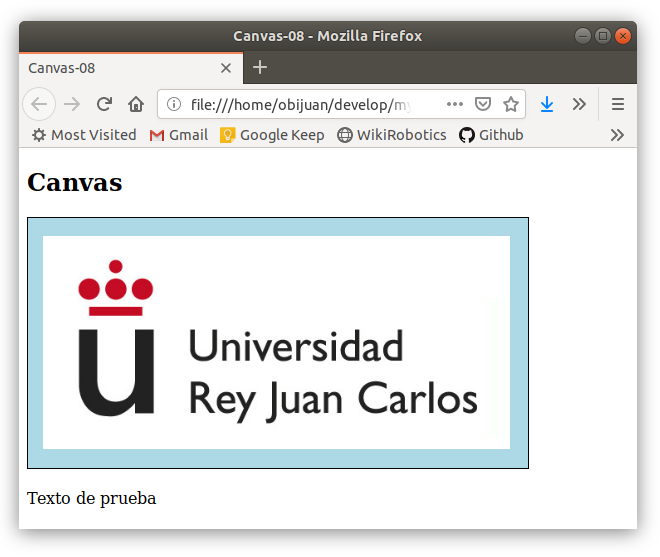 Canvas-08 - Mozilla Firefox
Canvas-08
file:///home/obijuan/develop/my
Most Visited Gmail Google Keep WikiRobotics Github
Canvas
u
Universidad
Rey Juan Carlos
Texto de prueba